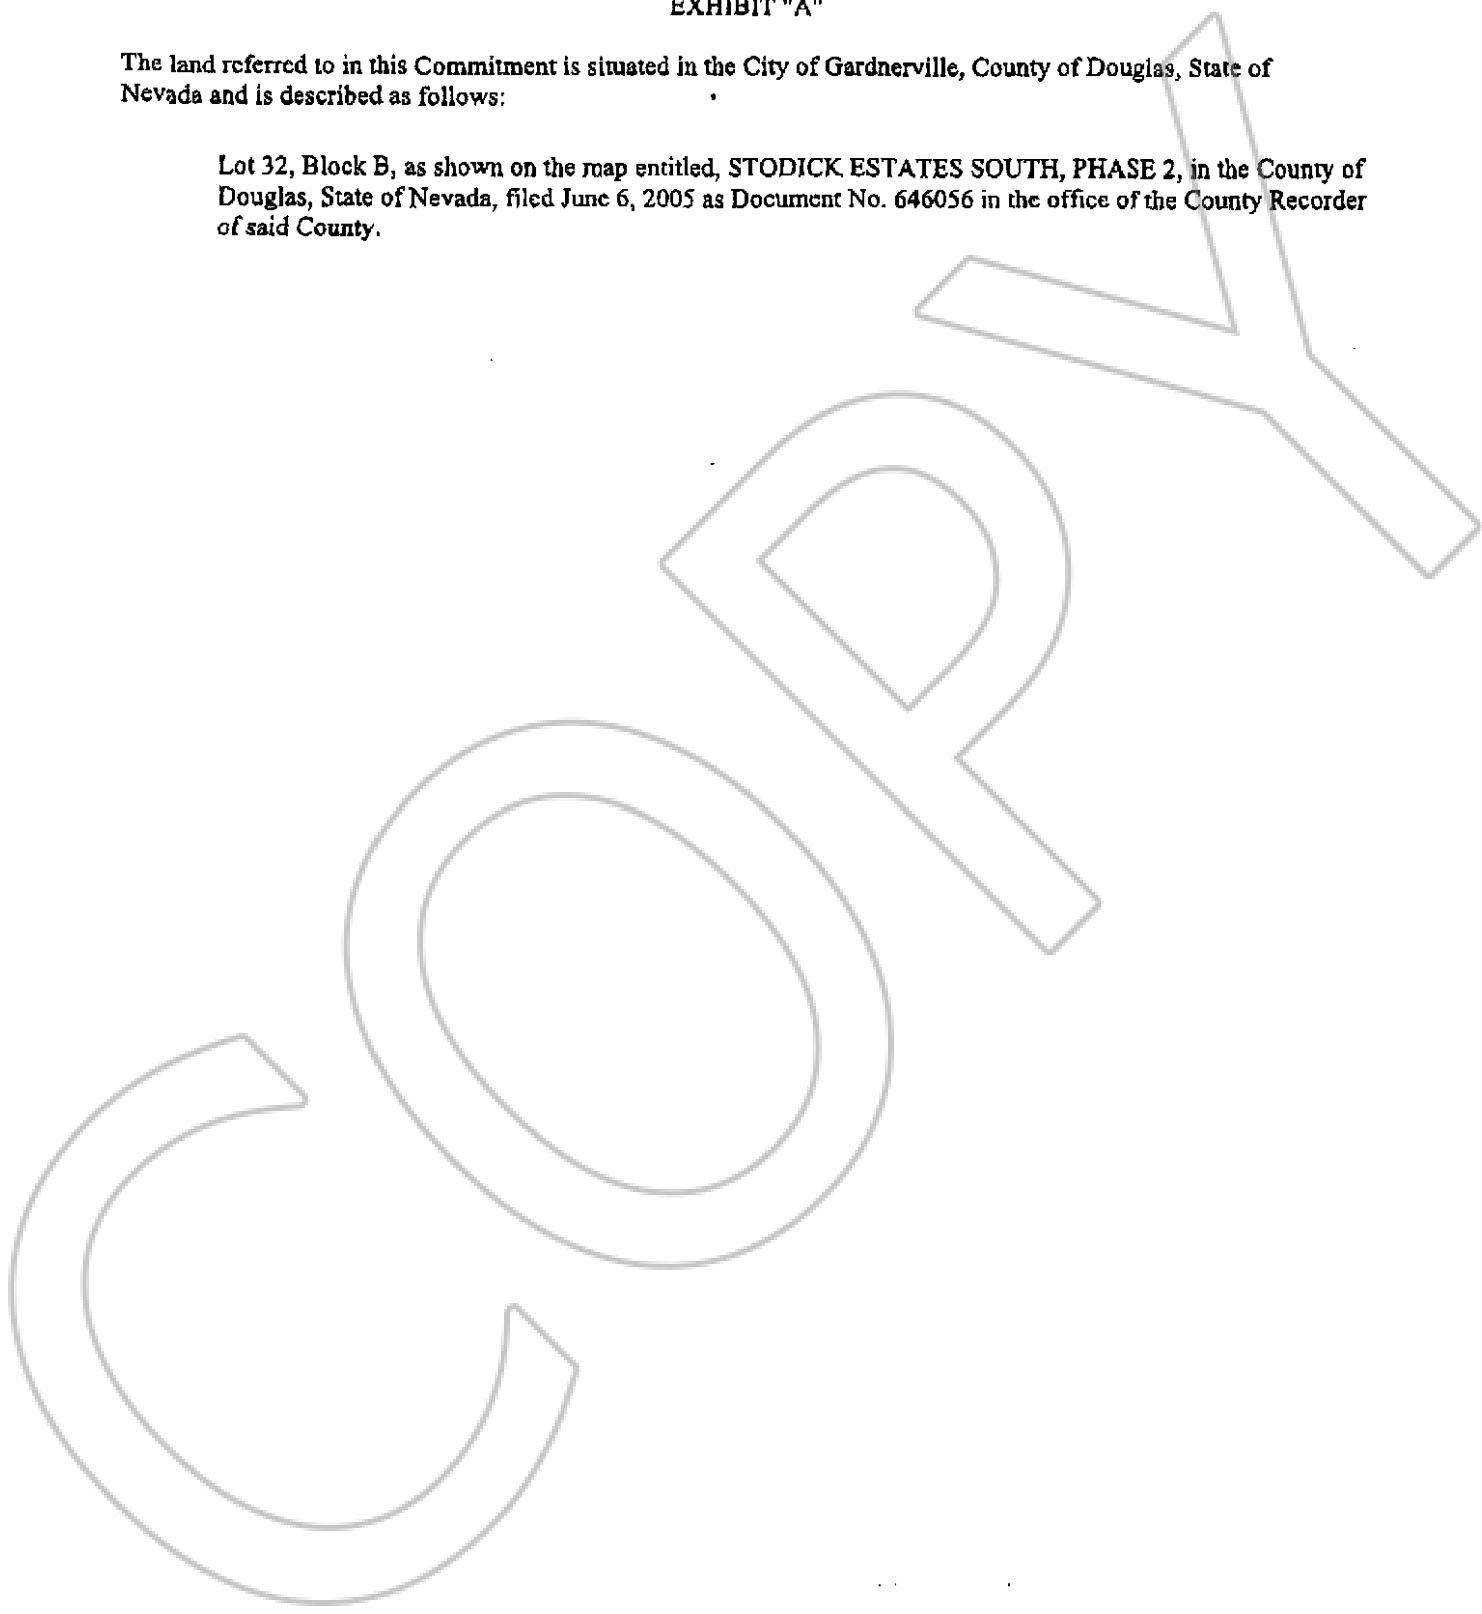 EXHIBIT "A"
The land referred to in this Commitment is situated in the City of Gardnerville, County of Douglas, State of
Nevada and is described as follows:
Lot 32, Block B, as shown on the map entitled, STODICK ESTATES SOUTH, PHASE 2, in the County of
Douglas, State of Nevada, filed June 6, 2005 as Document No. 646056 in the office of the County Recorder
of said County.
COPY